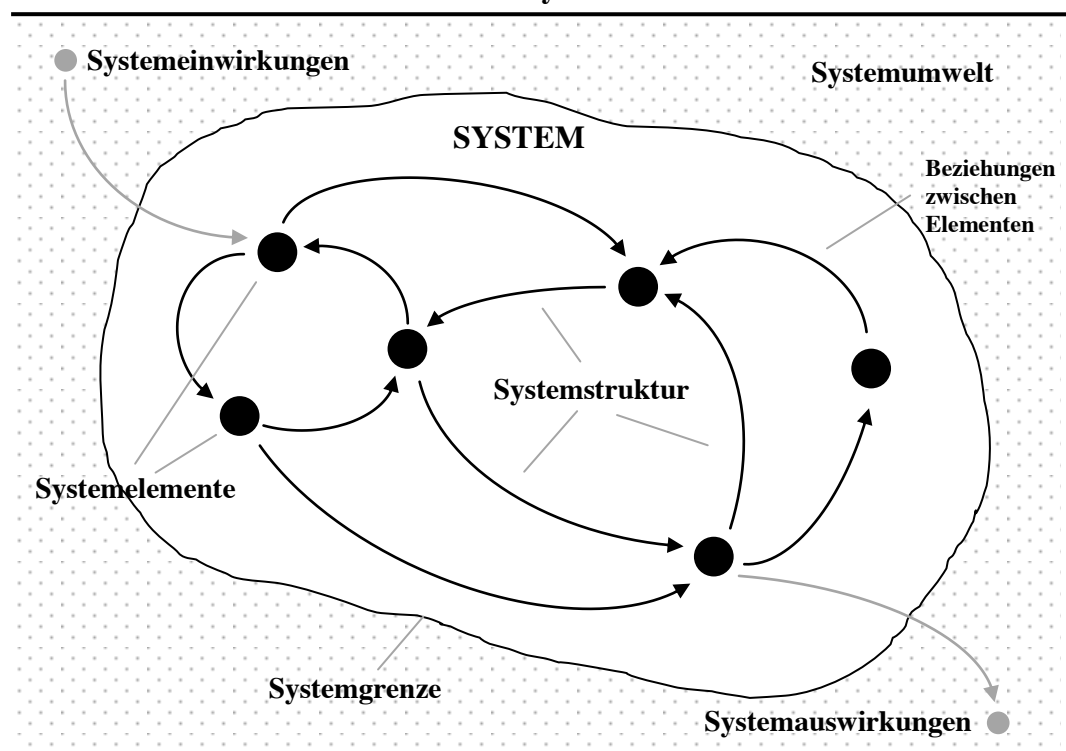 Systemeinwirkungen
Systemumwelt
SYSTEM
Beziehungen
zwischen
Elementen
Systemstruktur
Systemelemente
Systemgrenze
Systemauswirkungen